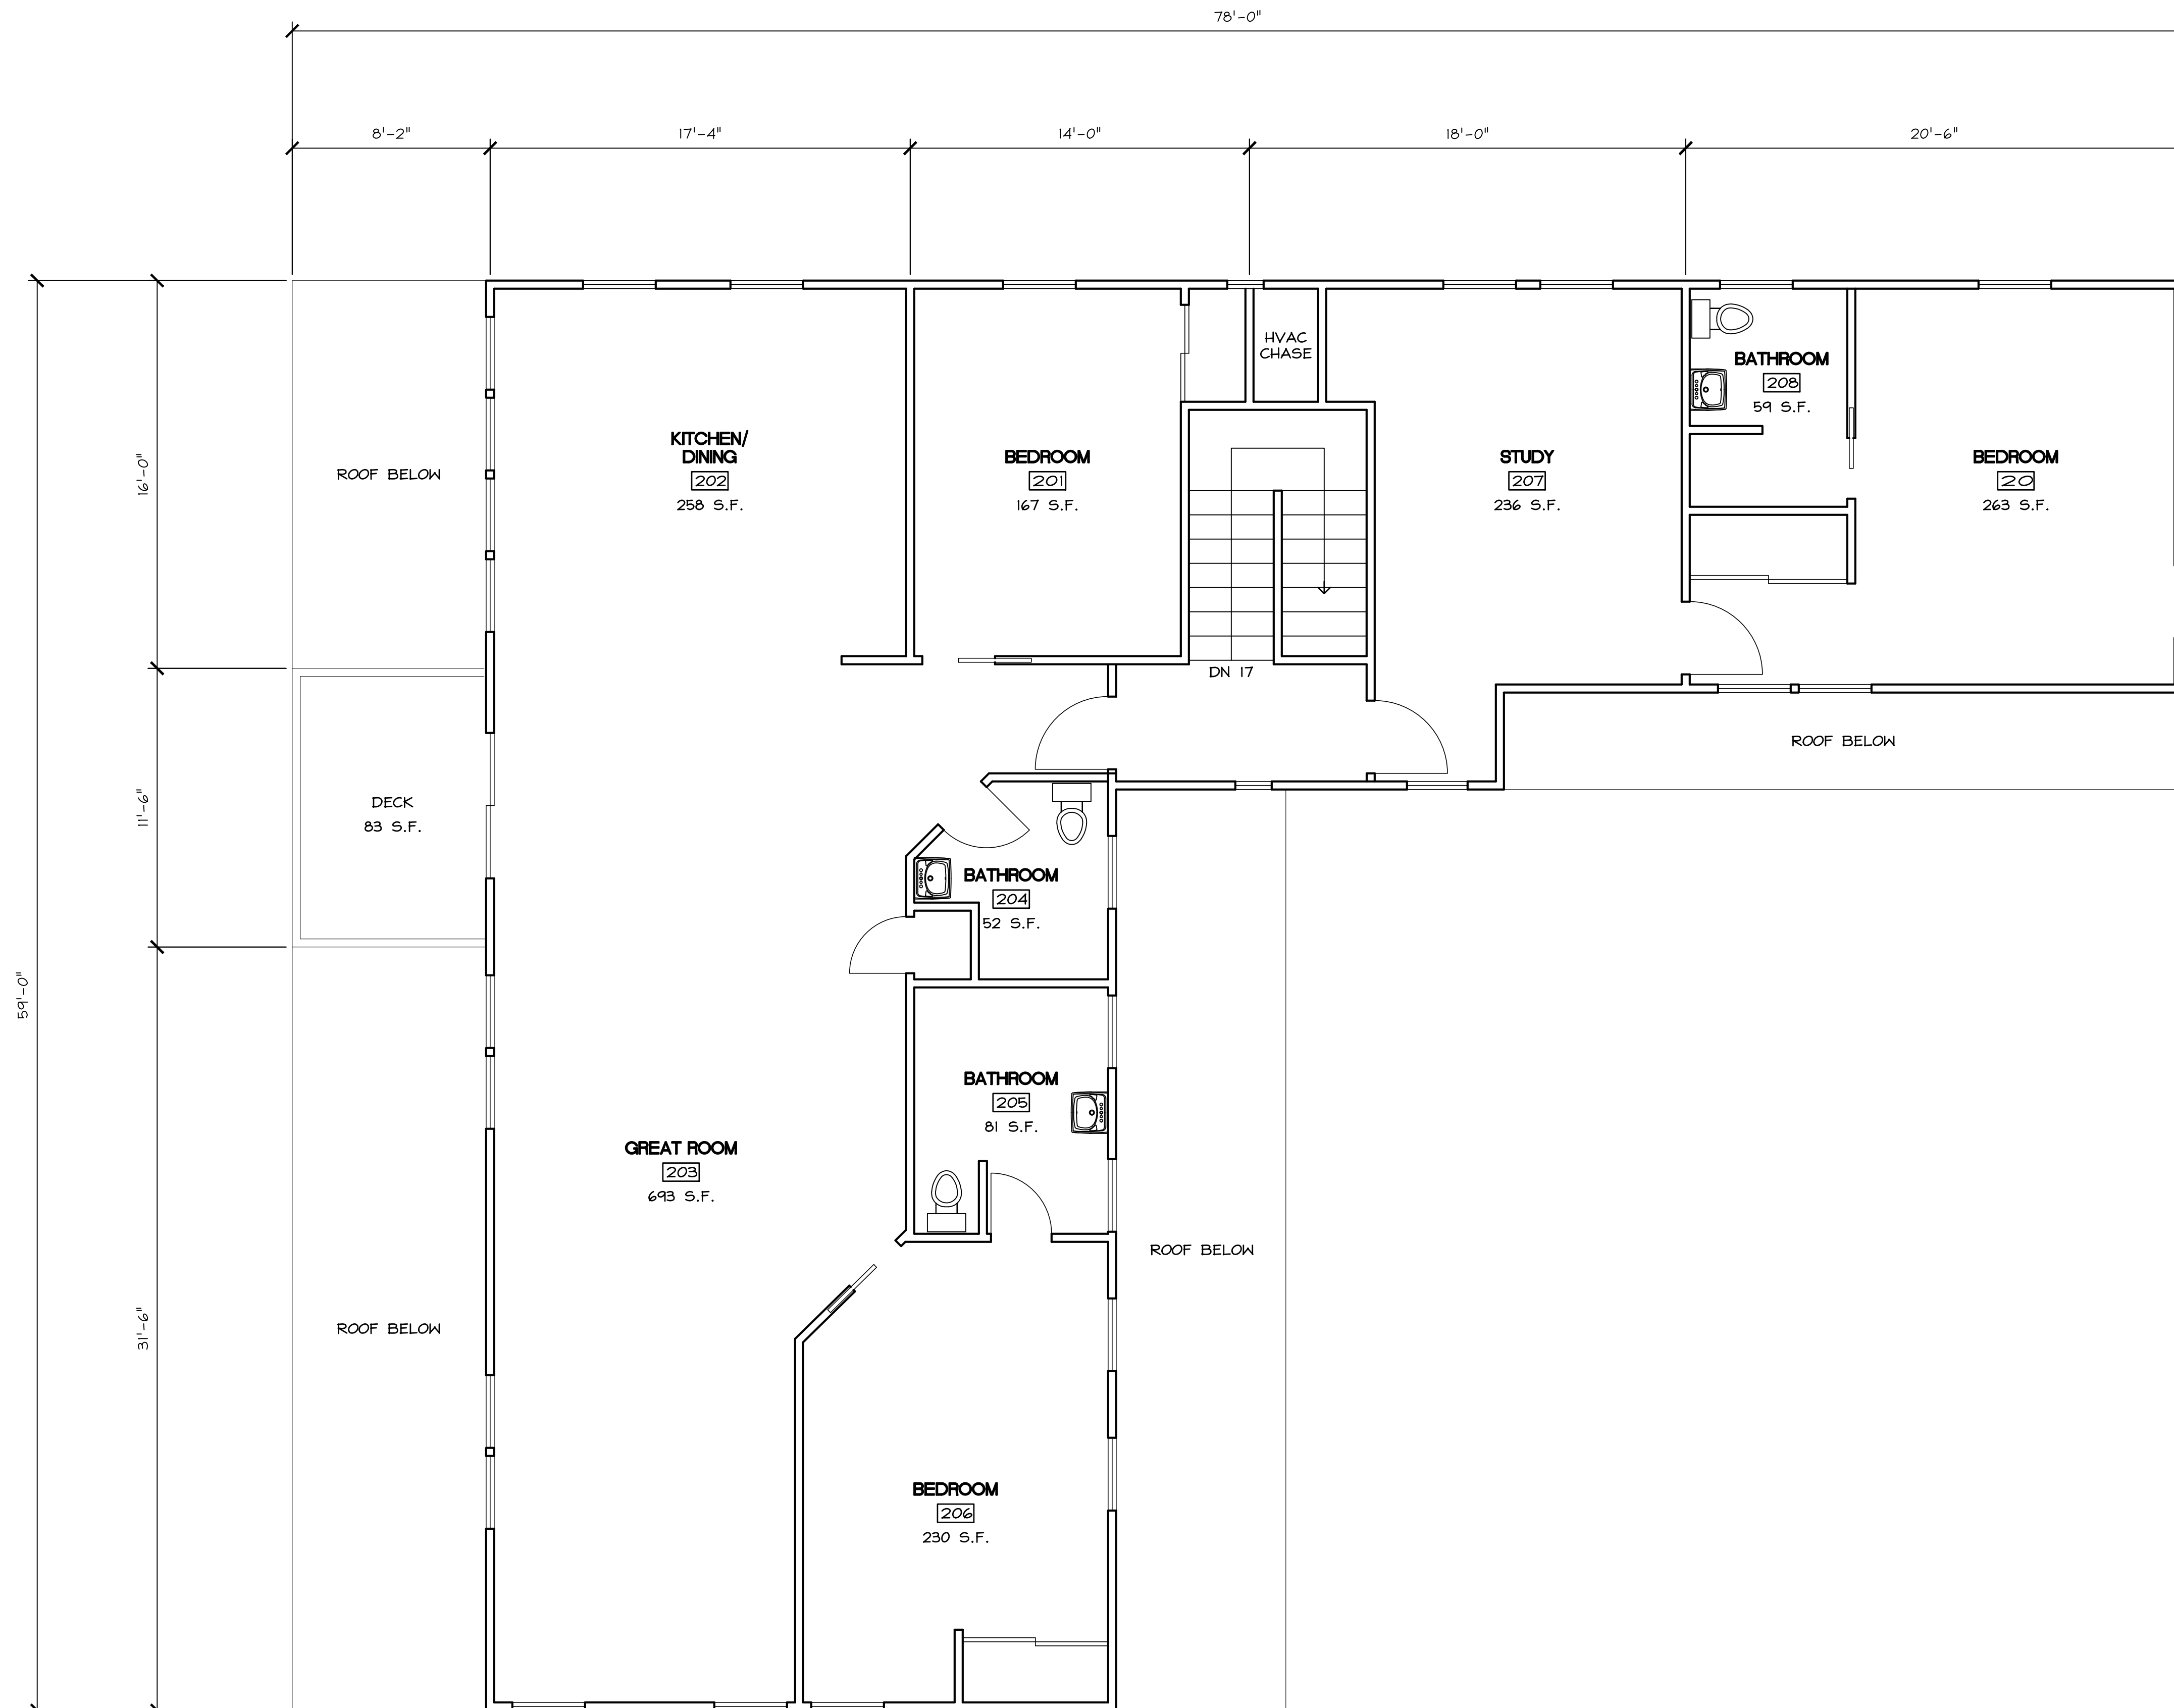 78'-0"
8'-2"
17'-4"
14'-0"
18'-0"
20'-6"
HVAC
CHASE
BATHROOM
208
59 S.F.
KITCHEN/
DINING
202
258 S.F.
BEDROOM
201
167 S.F.
STUDY
207
236 S.F.
BEDROOM
20
263 S.F.
ROOF BELOW
16'-0"
DN 17
ROOF BELOW
DECK
83 S.F.
11'-6"
BATHROOM
204
52 S.F.
59'-0"
BATHROOM
205
81 S.F.
GREAT ROOM
203
693 S.F.
ROOF BELOW
ROOF BELOW
31'-6"
BEDROOM
206
230 S.F.